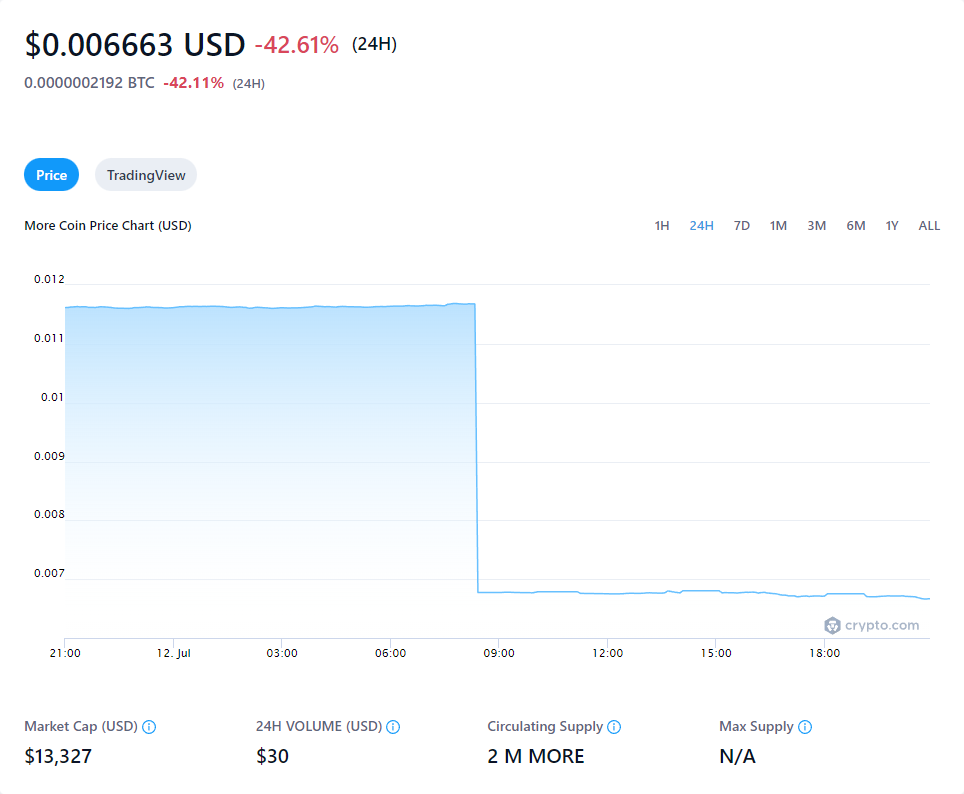 $0.006663 USD -42.61% (24H)
0.0000002192 BTC -42.11% (24H)
Price TradingView
More Coin Price Chart (USD) 1H 24H 7D 1M 3M 6M 1Y ALL
0.012
0.011
0.01
0.009
0.008
0.007
crypto.com
21:00 12. Jul 03:00 06:00 09:00 12:00 15:00 18:00
Market Cap (USD) 24H VOLUME (USD) Circulating Supply Max Supply
$13,327 $30 2 M MORE N/A